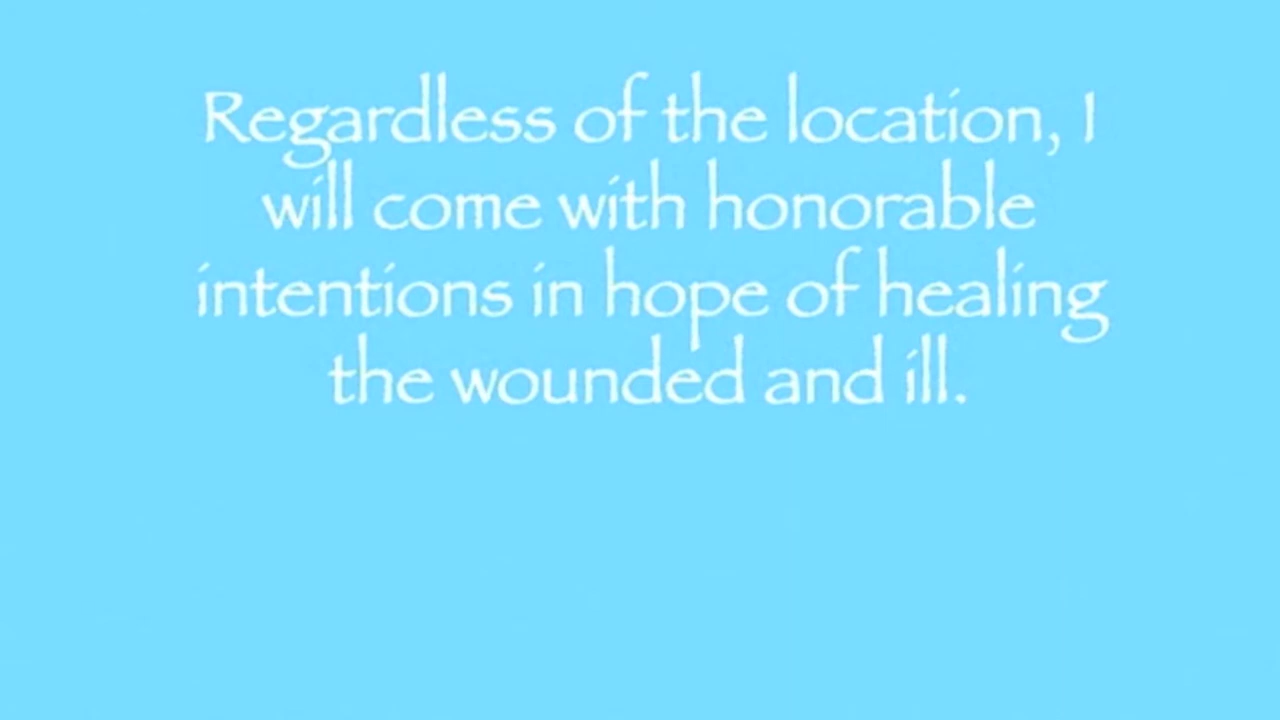 Regardless of the location, I
will come with honorable
intentions in hope of healing
the wounded and ill.